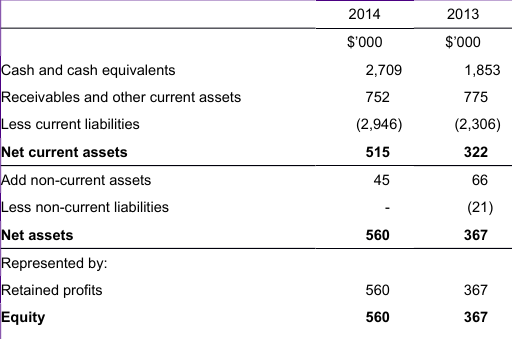 2014 2013
$’000 $’000
Cash and cash equivalents 2,709 1,853
Receivables and other current assets 752 775
Less current liabilities (2,946) (2,306)
Net current assets 515 322
Add non-current assets 45 66
Less non-current liabilities - (21)
Net assets 560 367
Represented by:
Retained profits 560 367
Equity 560 367